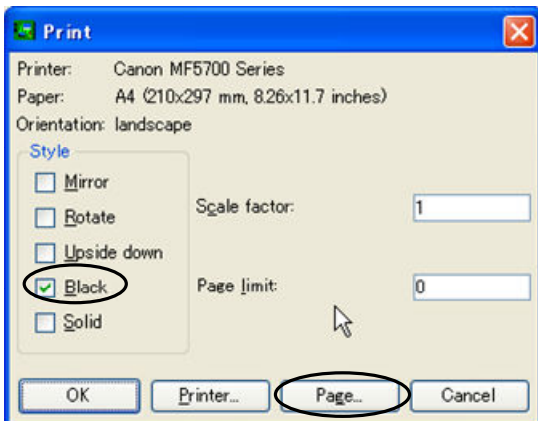 Print
Printer: Canon MF5700 Series
Paper: A4 (210x297 mm, 8.26x11.7 inches)
Orientation: landscape
Style
Mirror
Rotate
Upside down
Black
Solid
Scale factor: 1
Page limit: 0
OK Printer... Page... Cancel